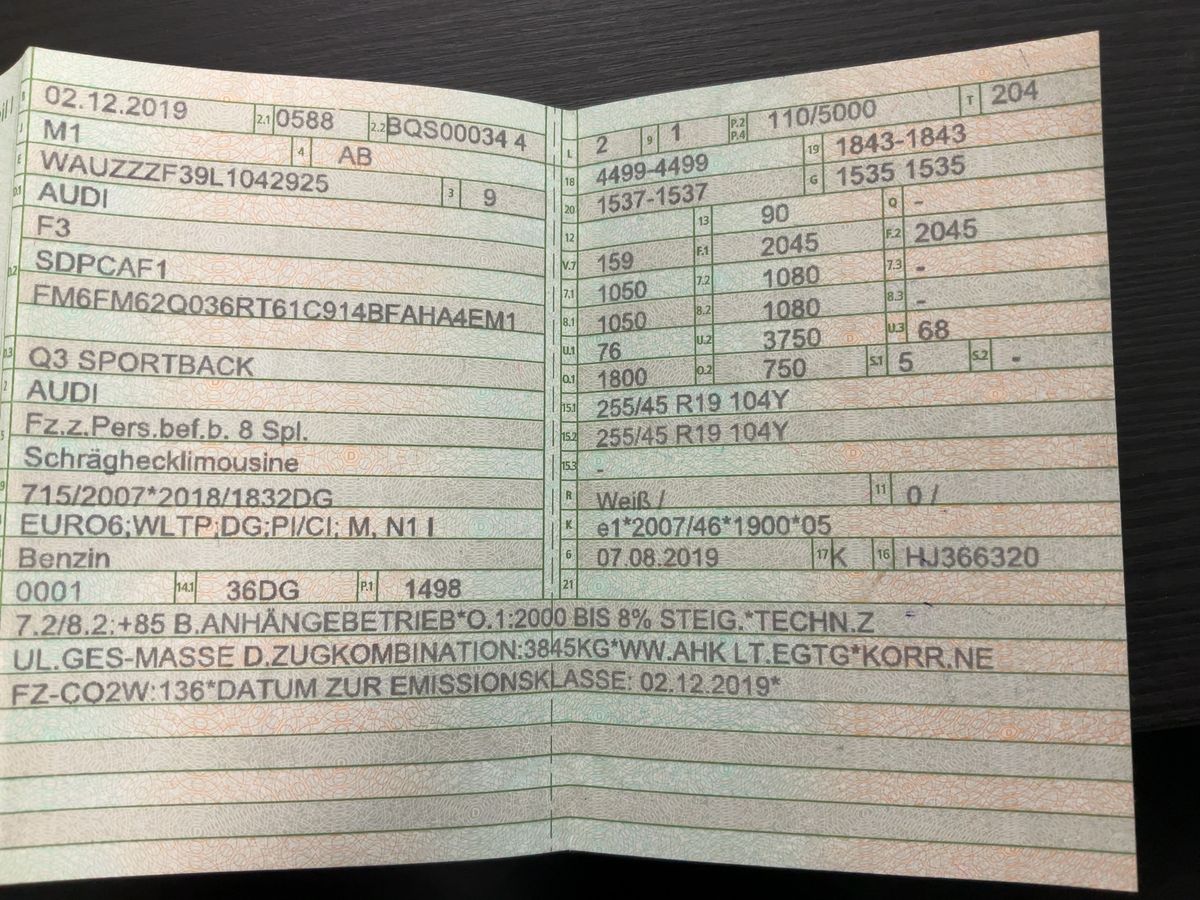 B 02.12.2019 2.1 0588 2.2 BQS00034 4
J M1 4 AB
E WAUZZZF39L1042925 3 9
D.1 AUDI
F3
D.2 SDPCAF1
FM6FM62Q036RT61C914BFAHA4EM1
D.3 Q3 SPORTBACK
2 AUDI
5 Fz.z.Pers.bef.b. 8 Spl.
Schräghecklimousine
9 715/2007*2018/1832DG
EURO6;WLTP;DG;PI/CI; M, N1 I
Benzin
0001 14.1 36DG P.1 1498
L 2 9 1 P.2 P.4 110/5000 T 204
18 4499-4499 19 1843-1843
20 1537-1537 G 1535 1535
12 13 90 Q -
V.7 159 F.1 2045 F.2 2045
7.1 1050 7.2 1080 7.3 -
8.1 1050 8.2 1080 8.3 -
U.1 76 U.2 3750 U.3 68
O.1 1800 O.2 750 S.1 5 S.2 -
15.1 255/45 R19 104Y
15.2 255/45 R19 104Y
15.3 -
R Weiß / 11 0 /
K e1*2007/46*1900*05
6 07.08.2019 17 K 16 HJ366320
21
7.2/8.2:+85 B.ANHÄNGEBETRIEB*O.1:2000 BIS 8% STEIG.*TECHN.Z
UL.GES-MASSE D.ZUGKOMBINATION:3845KG*WW.AHK LT.EGTG*KORR.NE
FZ-CO2W:136*DATUM ZUR EMISSIONSKLASSE: 02.12.2019*